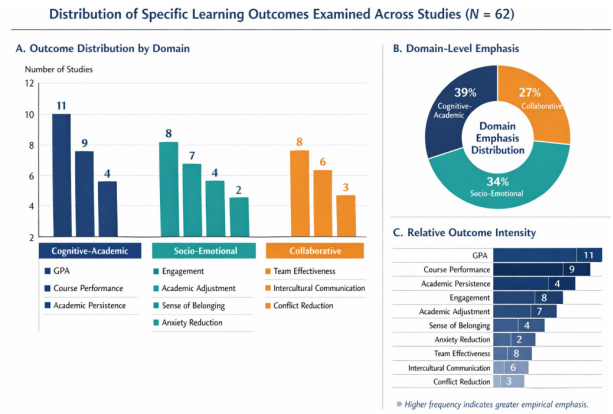 Distribution of Specific Learning Outcomes Examined Across Studies (N = 62)
A. Outcome Distribution by Domain
Number of Studies
12
10
8
6
4
2
11
9
4
8
7
4
2
8
6
3
Cognitive-Academic
GPA
Course Performance
Academic Persistence
Socio-Emotional
Engagement
Academic Adjustment
Sense of Belonging
Anxiety Reduction
Collaborative
Team Effectiveness
Intercultural Communication
Conflict Reduction
B. Domain-Level Emphasis
39%
Cognitive-
Academic
27%
Collaborative
Domain
Emphasis
Distribution
34%
Socio-Emotional
C. Relative Outcome Intensity
GPA 11
Course Performance 9
Academic Persistence 4
Engagement 8
Academic Adjustment 7
Sense of Belonging 4
Anxiety Reduction 2
Team Effectiveness 8
Intercultural Communication 6
Conflict Reduction 3
Higher frequency indicates greater empirical emphasis.